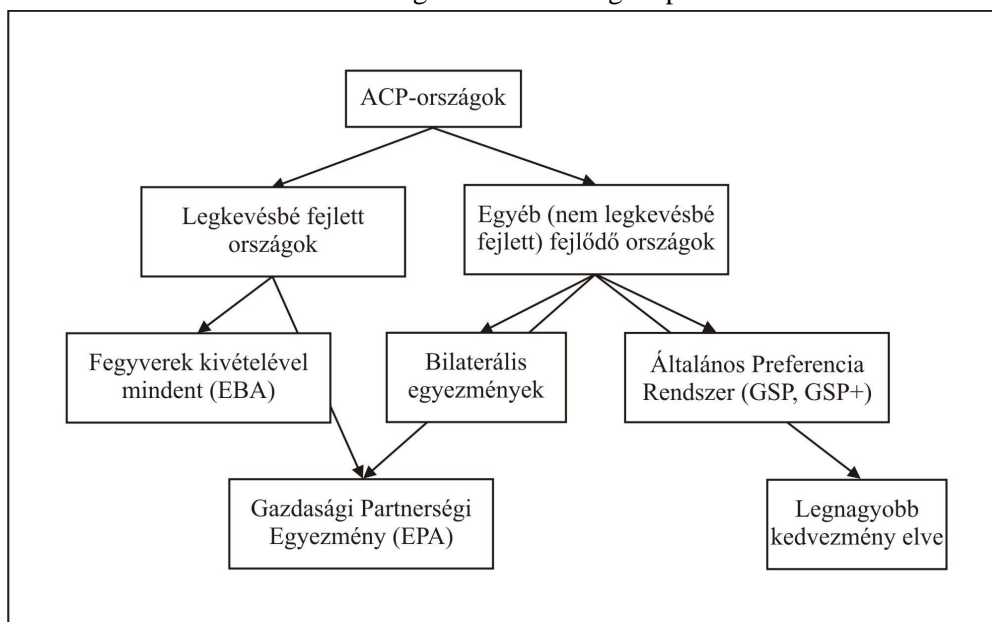 ACP-országok
Legkevésbé fejlett
országok
Egyéb (nem legkevésbé
fejlett) fejlődő országok
Fegyverek kivételével
mindent (EBA)
Bilaterális
egyezmények
Általános Preferencia
Rendszer (GSP, GSP+)
Gazdasági Partnerségi
Egyezmény (EPA)
Legnagyobb
kedvezmény elve